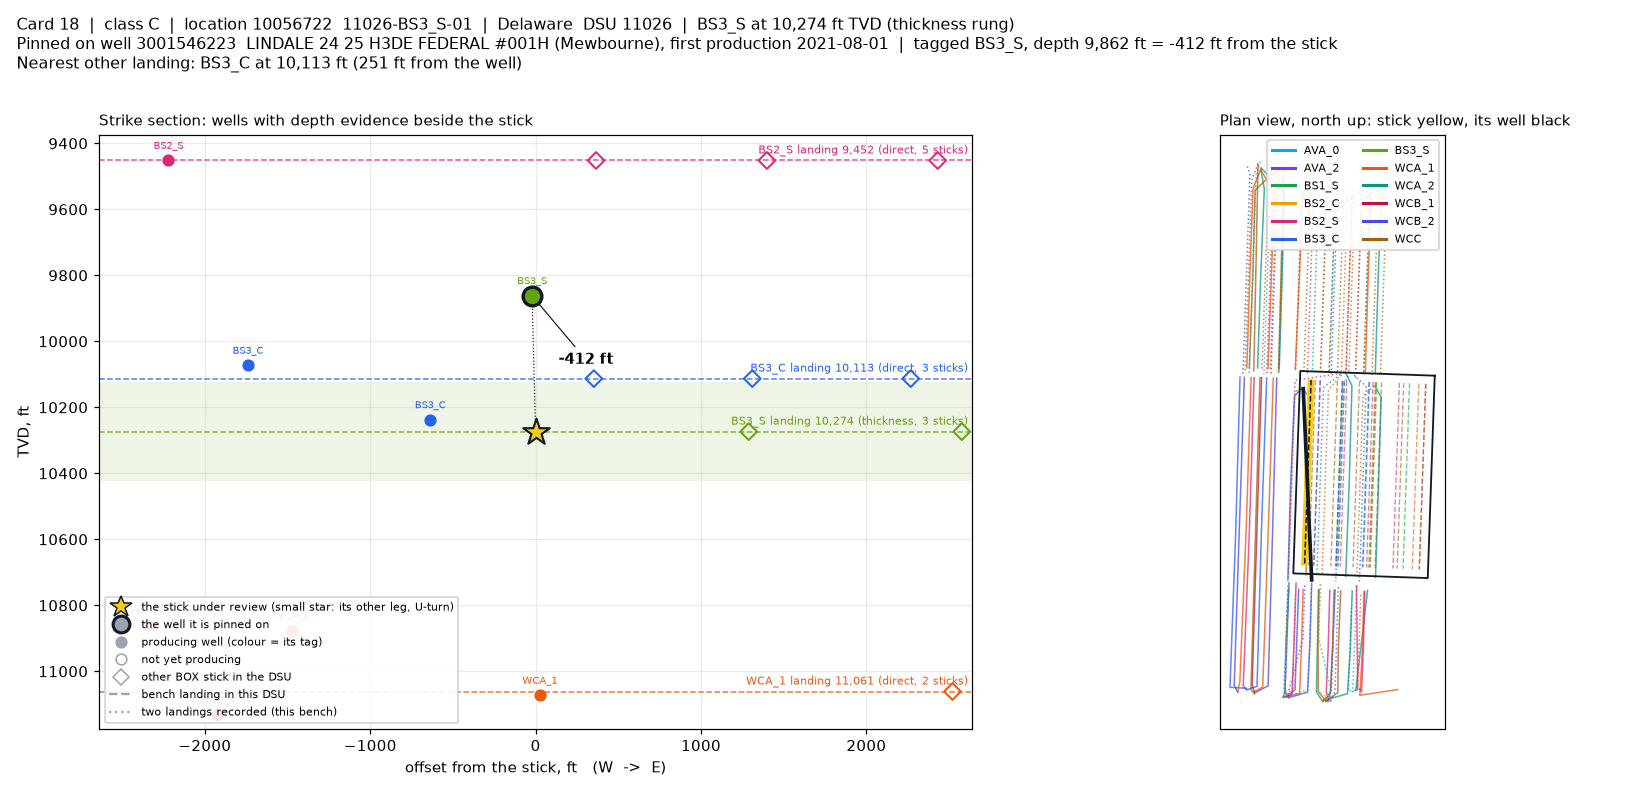 Card 18 | class C | location 10056722 11026-BS3_S-01 | Delaware DSU 11026 | BS3_S at 10,274 ft TVD (thickness rung)
Pinned on well 3001546223 LINDALE 24 25 H3DE FEDERAL #001H (Mewbourne), first production 2021-08-01 | tagged BS3_S, depth 9,862 ft = -412 ft from the stick
Nearest other landing: BS3_C at 10,113 ft (251 ft from the well)
Strike section: wells with depth evidence beside the stick
TVD, ft
9400
9600
9800
10000
10200
10400
10600
10800
11000
BS2_S
BS2_S landing 9,452 (direct, 5 sticks)
BS3_S
BS3_C
-412 ft
BS3_C landing 10,113 (direct, 3 sticks)
BS3_C
BS3_S landing 10,274 (thickness, 3 sticks)
WCA_1
WCA_1 landing 11,061 (direct, 2 sticks)
the stick under review (small star: its other leg, U-turn)
the well it is pinned on
producing well (colour = its tag)
not yet producing
other BOX stick in the DSU
bench landing in this DSU
two landings recorded (this bench)
−2000
−1000
0
1000
2000
offset from the stick, ft (W -> E)
Plan view, north up: stick yellow, its well black
AVA_0
AVA_2
BS1_S
BS2_C
BS2_S
BS3_C
BS3_S
WCA_1
WCA_2
WCB_1
WCB_2
WCC